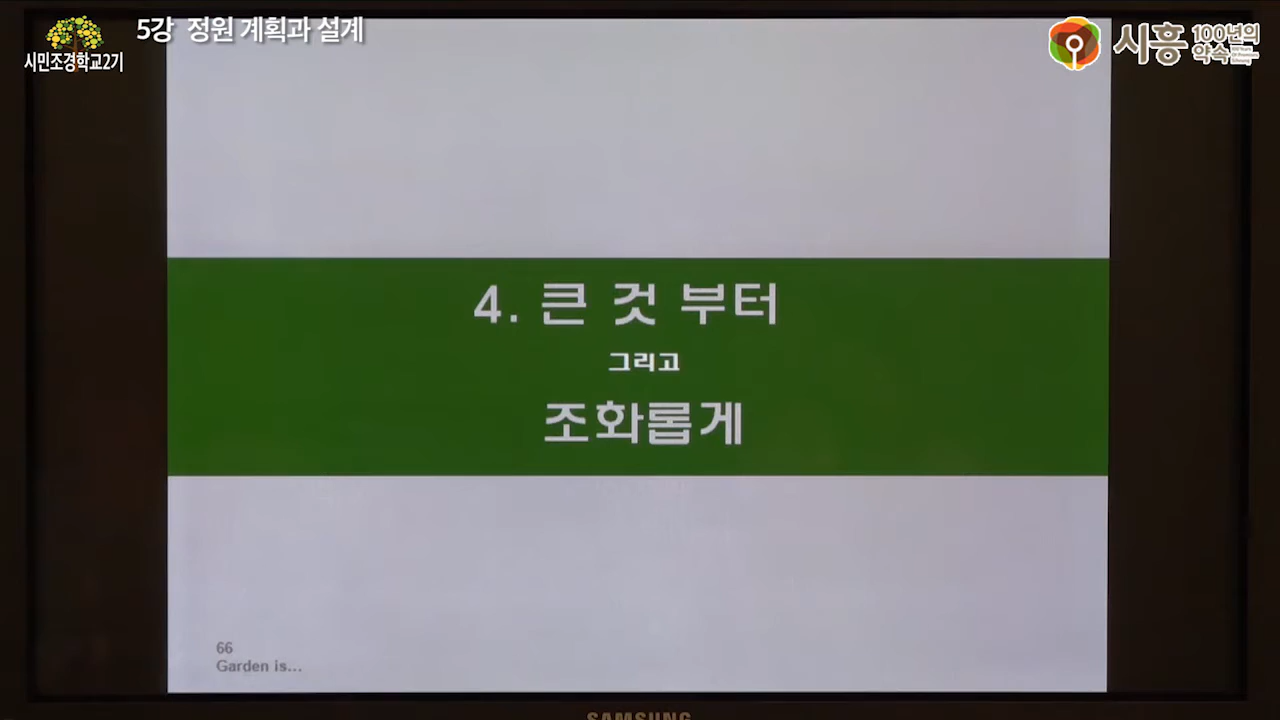 시민조경학교2기
5강 정원 계획과 설계
시흥 100년의
약속
4. 큰 것 부터
그리고
조화롭게
66
Garden is...
SAMSUNG